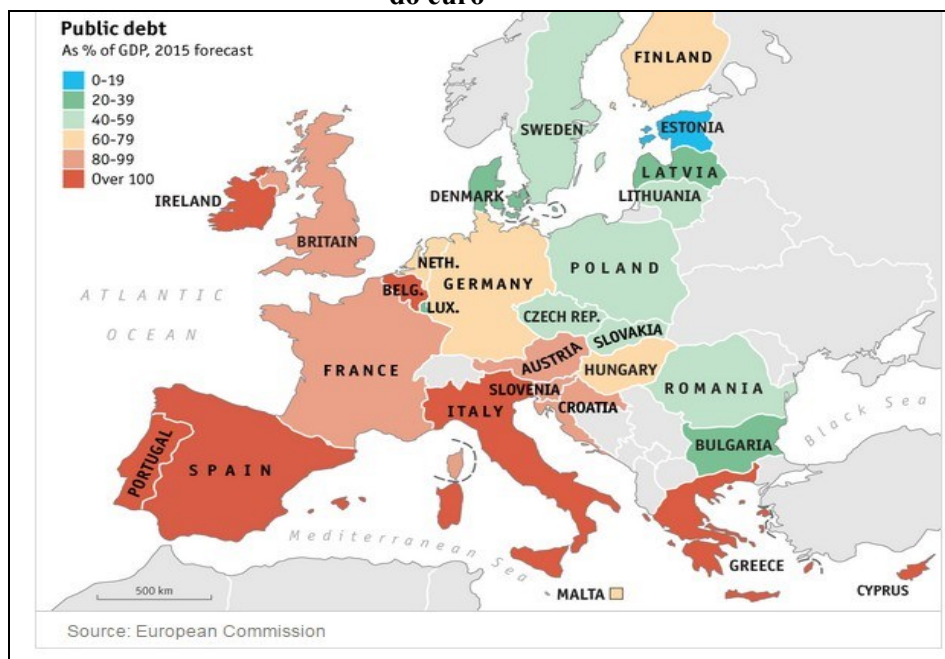 do euro
Public debt
As % of GDP, 2015 forecast
0-19
20-39
40-59
60-79
80-99
Over 100
FINLAND
SWEDEN
ESTONIA
LATVIA
LITHUANIA
DENMARK
IRELAND
BRITAIN
NETH.
GERMANY
POLAND
BELG.
LUX.
CZECH REP.
SLOVAKIA
ATLANTIC
OCEAN
FRANCE
AUSTRIA
HUNGARY
SLOVENIA
ROMANIA
ITALY
CROATIA
Black Sea
BULGARIA
PORTUGAL
SPAIN
Mediterranean Sea
GREECE
CYPRUS
MALTA
500 km
Source: European Commission